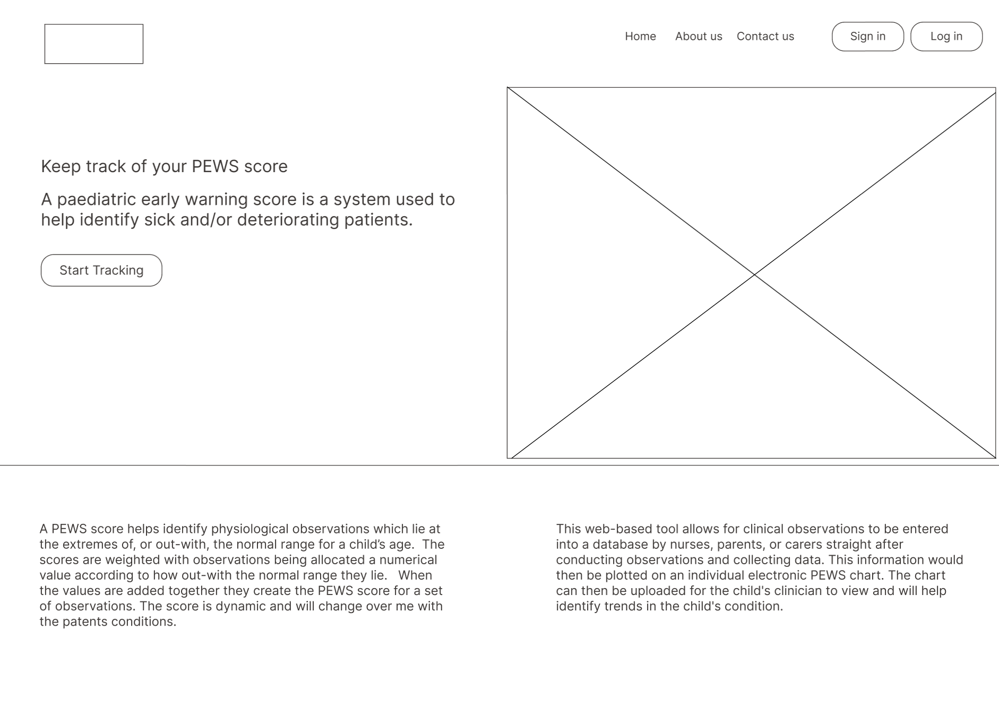 Home About us Contact us Sign in Log in
Keep track of your PEWS score
A paediatric early warning score is a system used to
help identify sick and/or deteriorating patients.
Start Tracking
A PEWS score helps identify physiological observations which lie at
the extremes of, or out-with, the normal range for a child’s age.  The
scores are weighted with observations being allocated a numerical
value according to how out-with the normal range they lie.   When
the values are added together they create the PEWS score for a set
of observations. The score is dynamic and will change over me with
the patents conditions.
This web-based tool allows for clinical observations to be entered
into a database by nurses, parents, or carers straight after
conducting observations and collecting data. This information would
then be plotted on an individual electronic PEWS chart. The chart
can then be uploaded for the child's clinician to view and will help
identify trends in the child's condition.